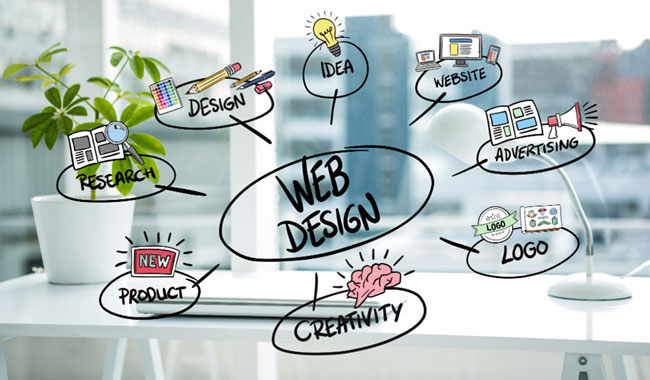 IDEA
WEBSITE
DESIGN
ADVERTISING
RESEARCH
WEB
DESIGN
LOGO
LOGO
NEW
PRODUCT
CREATIVITY